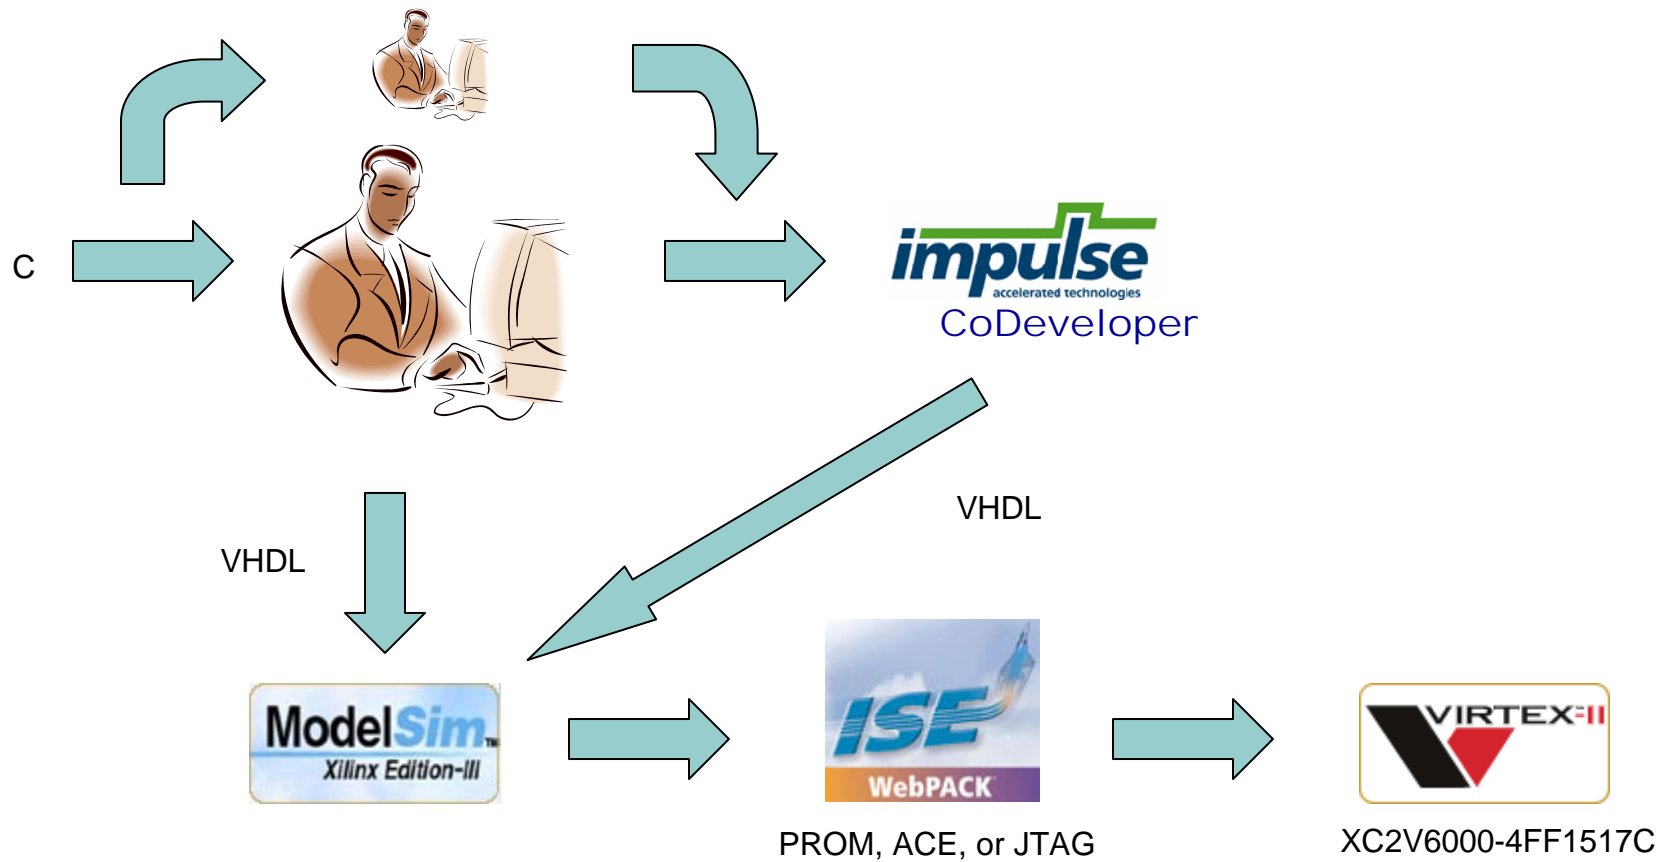 C
impulse
accelerated technologies
CoDeveloper
VHDL
VHDL
ModelSim™
Xilinx Edition-III
ISE
WebPACK
PROM, ACE, or JTAG
VIRTEX-II
XC2V6000-4FF1517C